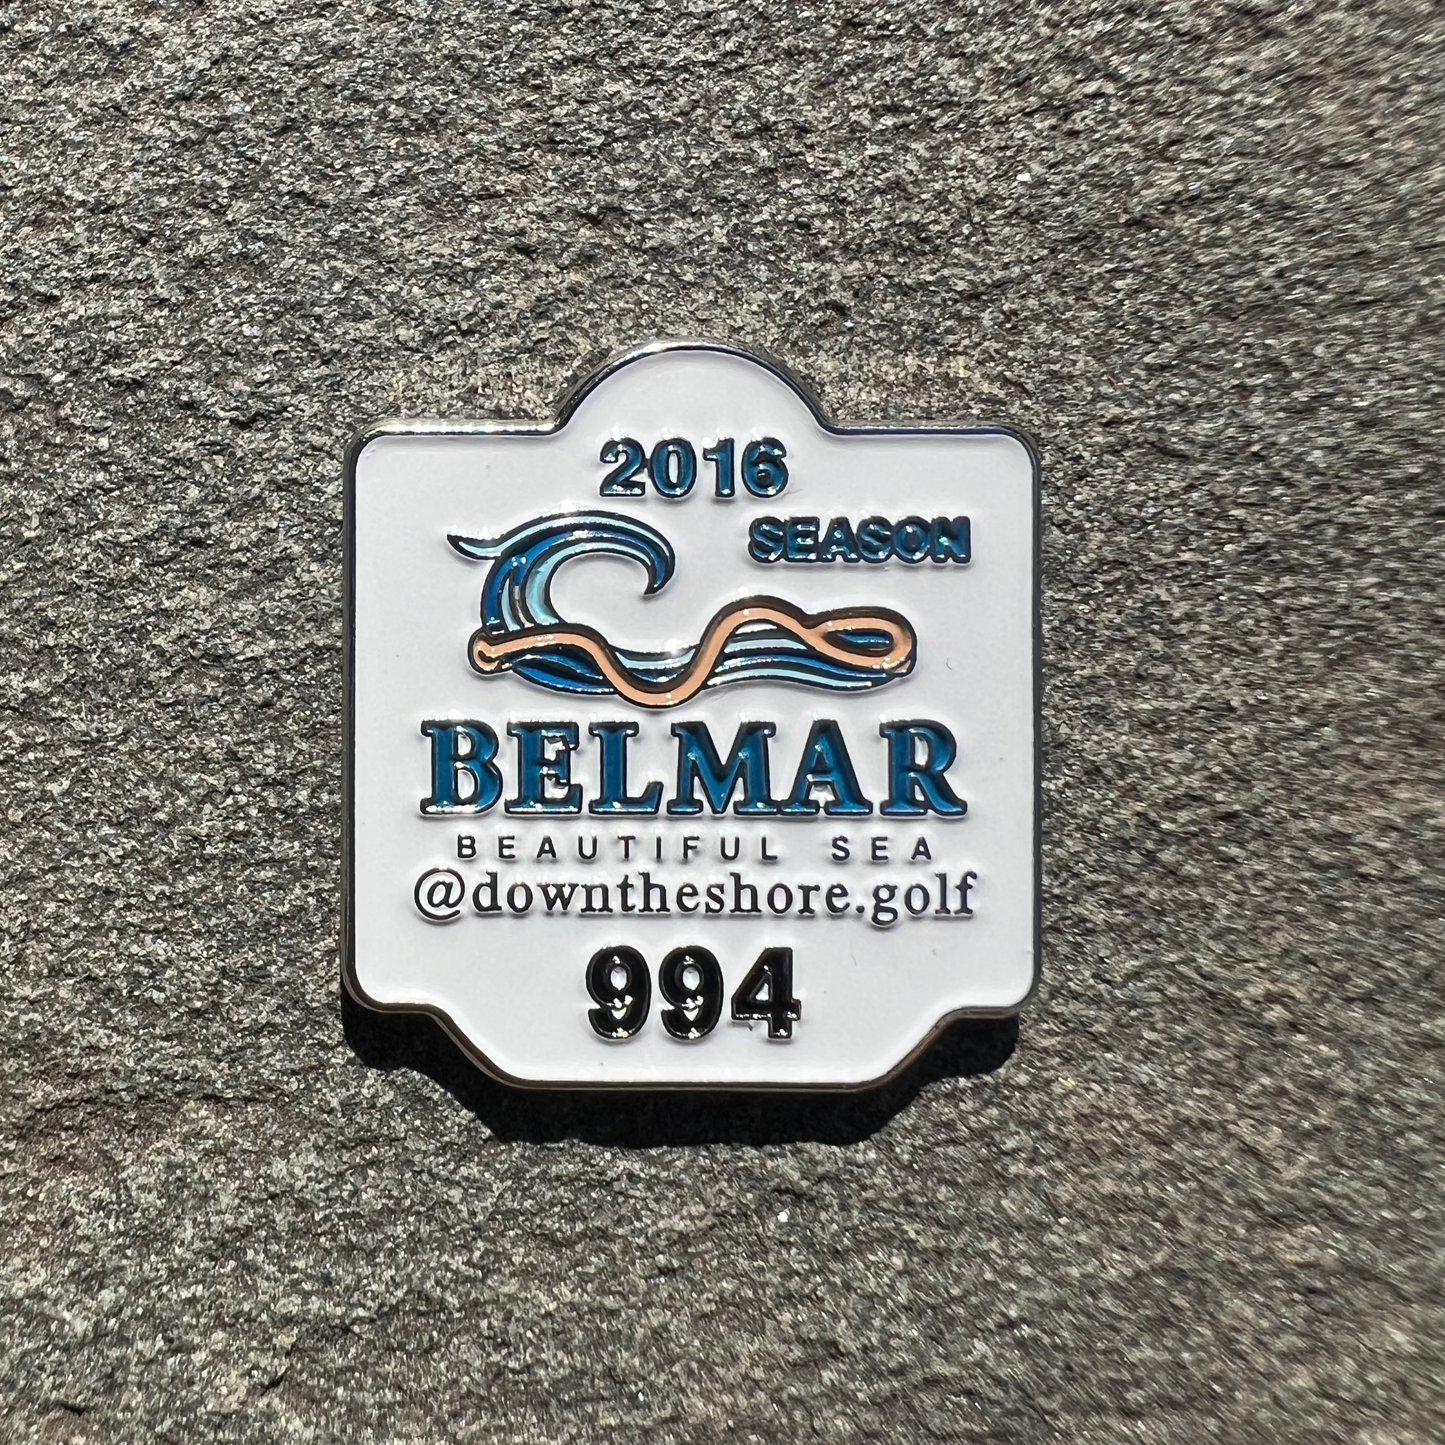 2016
SEASON
BELMAR
BEAUTIFUL SEA
@downtheshore.golf
994